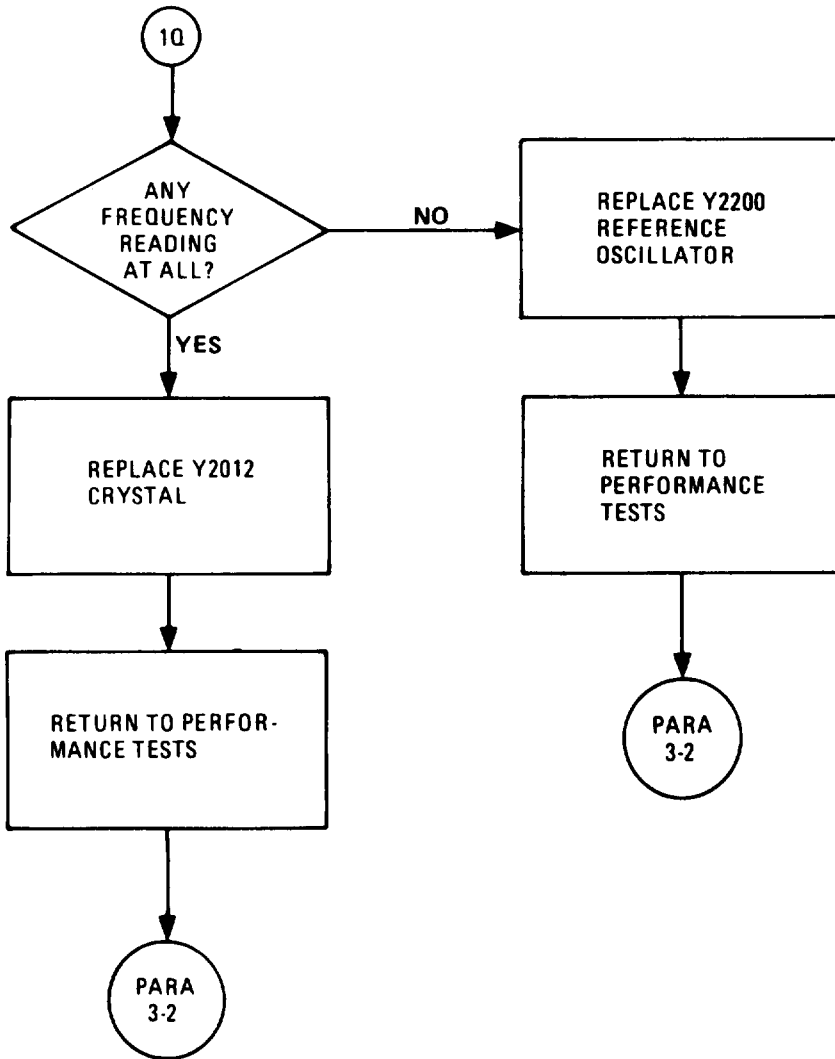 1Q
ANY
FREQUENCY
READING
AT ALL?
NO
YES
REPLACE Y2200
REFERENCE
OSCILLATOR
REPLACE Y2012
CRYSTAL
RETURN TO
PERFORMANCE
TESTS
RETURN TO PERFOR-
MANCE TESTS
PARA
3-2
PARA
3-2